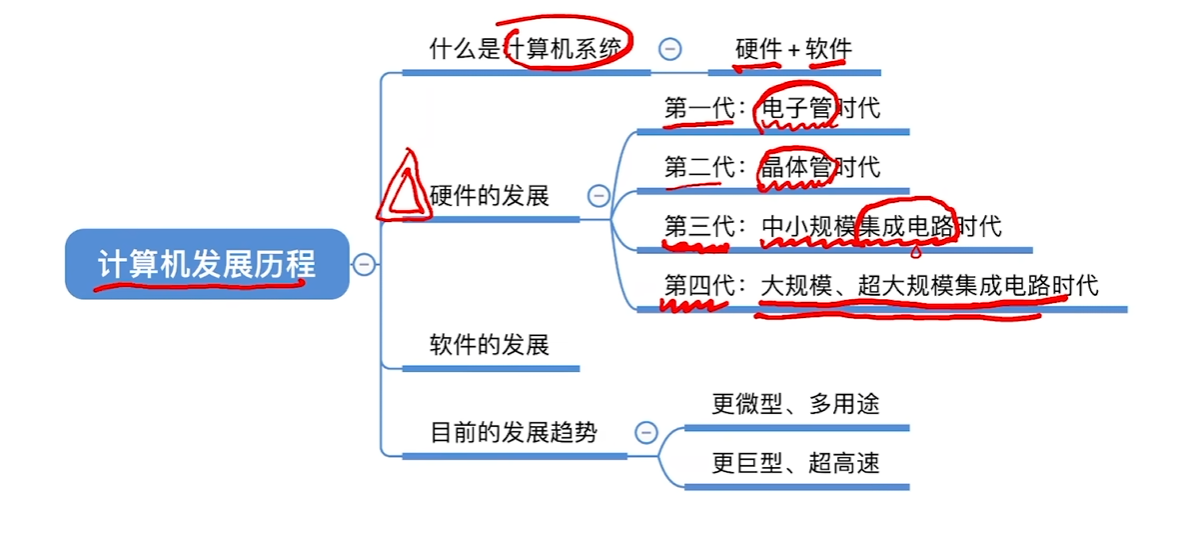 什么是计算机系统
硬件 + 软件
第一代：电子管时代
第二代：晶体管时代
硬件的发展
第三代：中小规模集成电路时代
计算机发展历程
第四代：大规模、超大规模集成电路时代
软件的发展
目前的发展趋势
更微型、多用途
更巨型、超高速